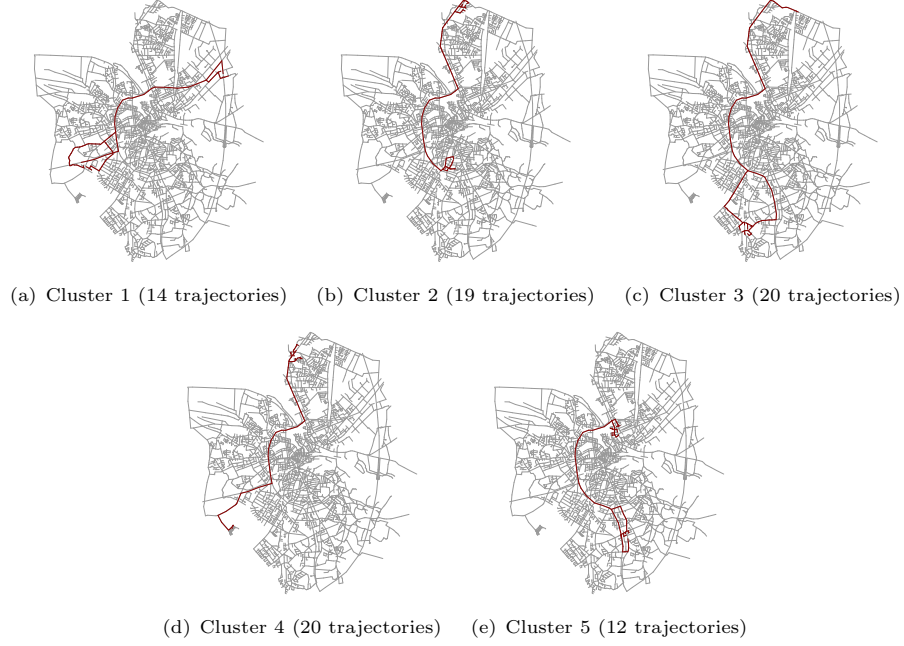 (a) Cluster 1 (14 trajectories) (b) Cluster 2 (19 trajectories) (c) Cluster 3 (20 trajectories)
(d) Cluster 4 (20 trajectories) (e) Cluster 5 (12 trajectories)